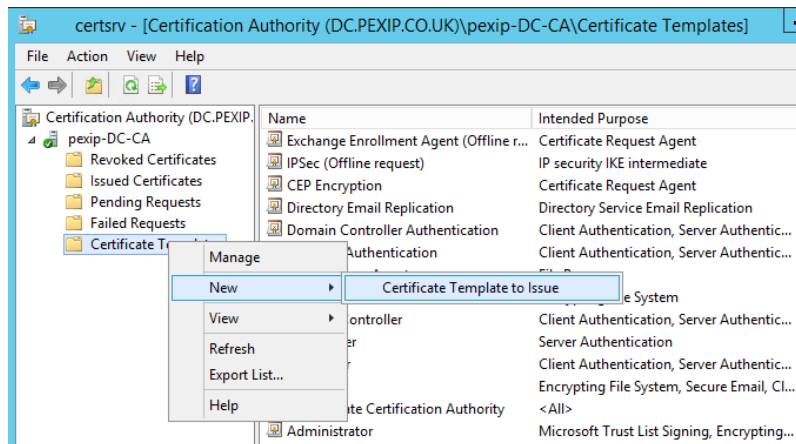 certsrv - [Certification Authority (DC.PEXIP.CO.UK)\pexip-DC-CA\Certificate Templates]
File Action View Help
Certification Authority (DC.PEXIP.
pexip-DC-CA
Revoked Certificates
Issued Certificates
Pending Requests
Failed Requests
Certificate
Manage
New
View
Refresh
Export List...
Help
Certificate Template to Issue
Name Intended Purpose
Exchange Enrollment Agent (Offline r... Certificate Request Agent
IPSec (Offline request) IP security IKE intermediate
CEP Encryption Certificate Request Agent
Directory Email Replication Directory Service Email Replication
Domain Controller Authentication Client Authentication, Server Authentic...
Authentication Client Authentication, Server Authentic...
e System
ontroller Client Authentication, Server Authentic...
er Server Authentication
r Client Authentication, Server Authentic...
Encrypting File System, Secure Email, Cl...
te Certification Authority <All>
Administrator Microsoft Trust List Signing, Encrypting...